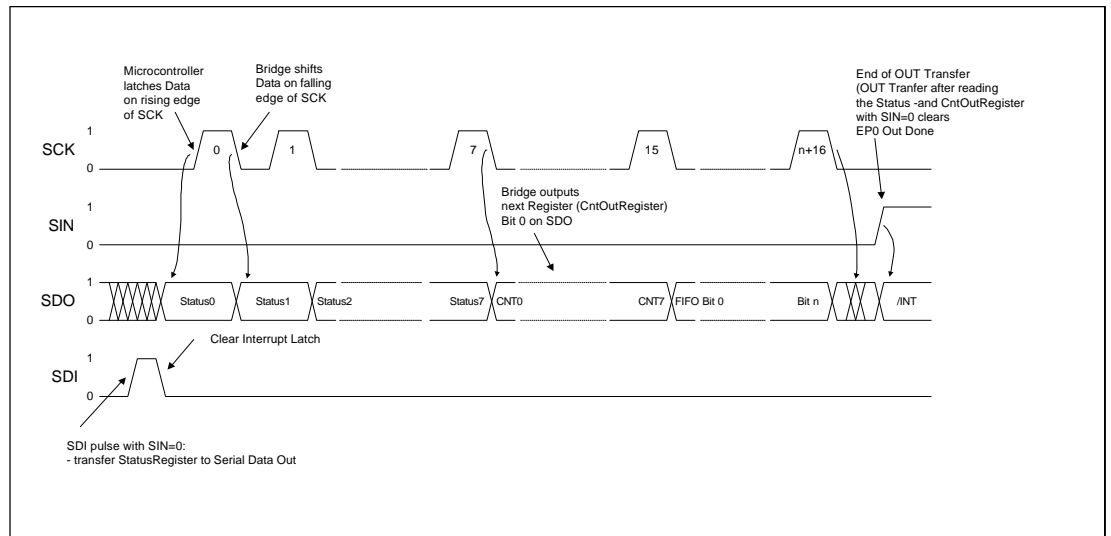 Microcontroller
latches Data
on rising edge
of SCK
Bridge shifts
Data on falling
edge of SCK
End of OUT Transfer
(OUT Tranfer after reading
the Status -and CntOutRegister
with SIN=0 clears
EP0 Out Done
1
SCK
0
0
1
7
15
n+16
Bridge outputs
next Register (CntOutRegister)
Bit 0 on SDO
1
SIN
0
1
SDO
0
Status0
Status1
Status2
Status7
CNT0
CNT7
FIFO Bit 0
Bit n
/INT
Clear Interrupt Latch
1
SDI
0
SDI pulse with SIN=0:
- transfer StatusRegister to Serial Data Out